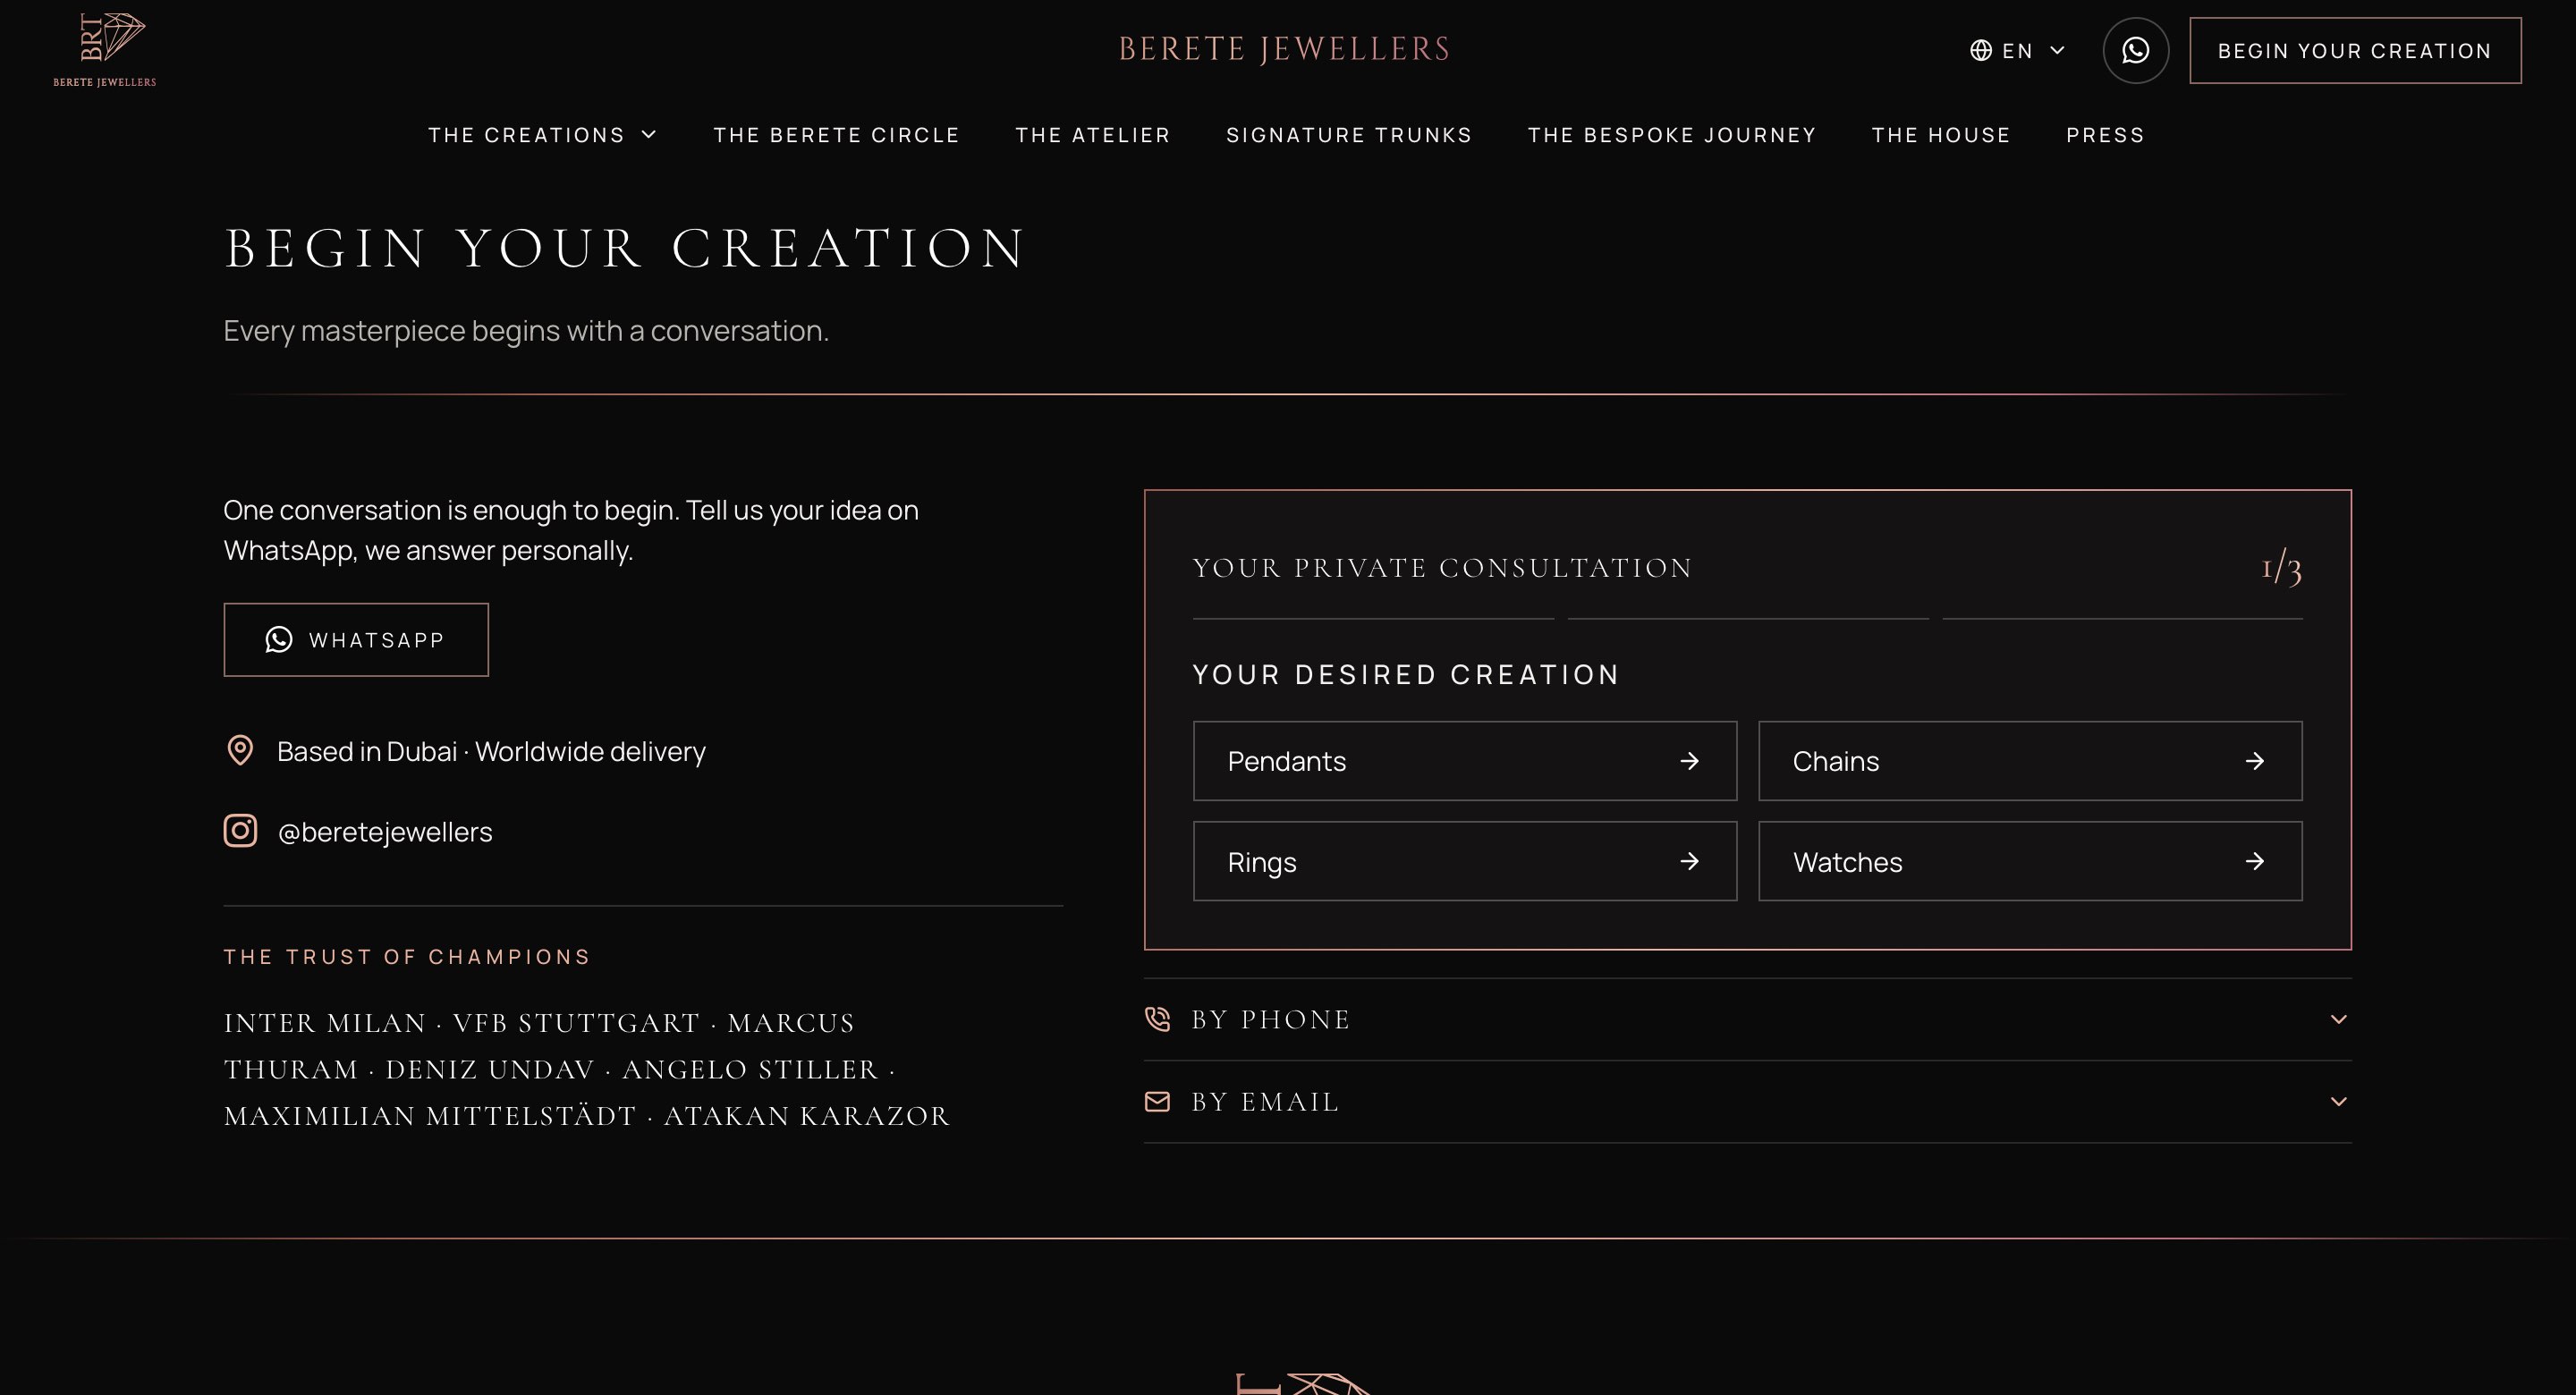 BRT
BERETE JEWELLERS
BERETE JEWELLERS
EN
BEGIN YOUR CREATION
THE CREATIONS
THE BERETE CIRCLE
THE ATELIER
SIGNATURE TRUNKS
THE BESPOKE JOURNEY
THE HOUSE
PRESS
BEGIN YOUR CREATION
Every masterpiece begins with a conversation.
One conversation is enough to begin. Tell us your idea on
WhatsApp, we answer personally.
WHATSAPP
Based in Dubai · Worldwide delivery
@beretejewellers
THE TRUST OF CHAMPIONS
INTER MILAN · VFB STUTTGART · MARCUS
THURAM · DENIZ UNDAV · ANGELO STILLER ·
MAXIMILIAN MITTELSTÄDT · ATAKAN KARAZOR
YOUR PRIVATE CONSULTATION
1/3
YOUR DESIRED CREATION
Pendants
Chains
Rings
Watches
BY PHONE
BY EMAIL